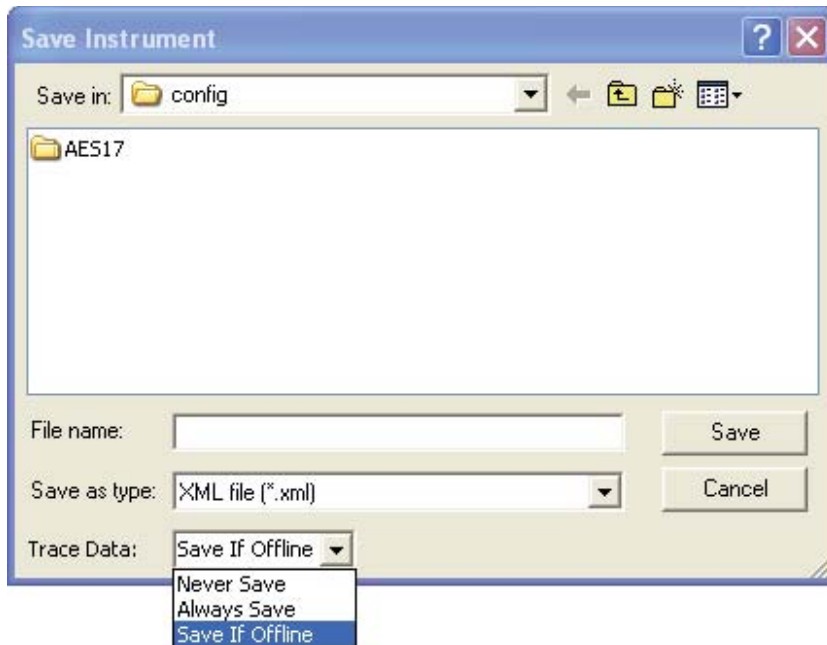 Save Instrument
Save in: config
AES17
File name:
Save
Save as type: XML file (*.xml)
Cancel
Trace Data: Save If Offline
Never Save
Always Save
Save If Offline